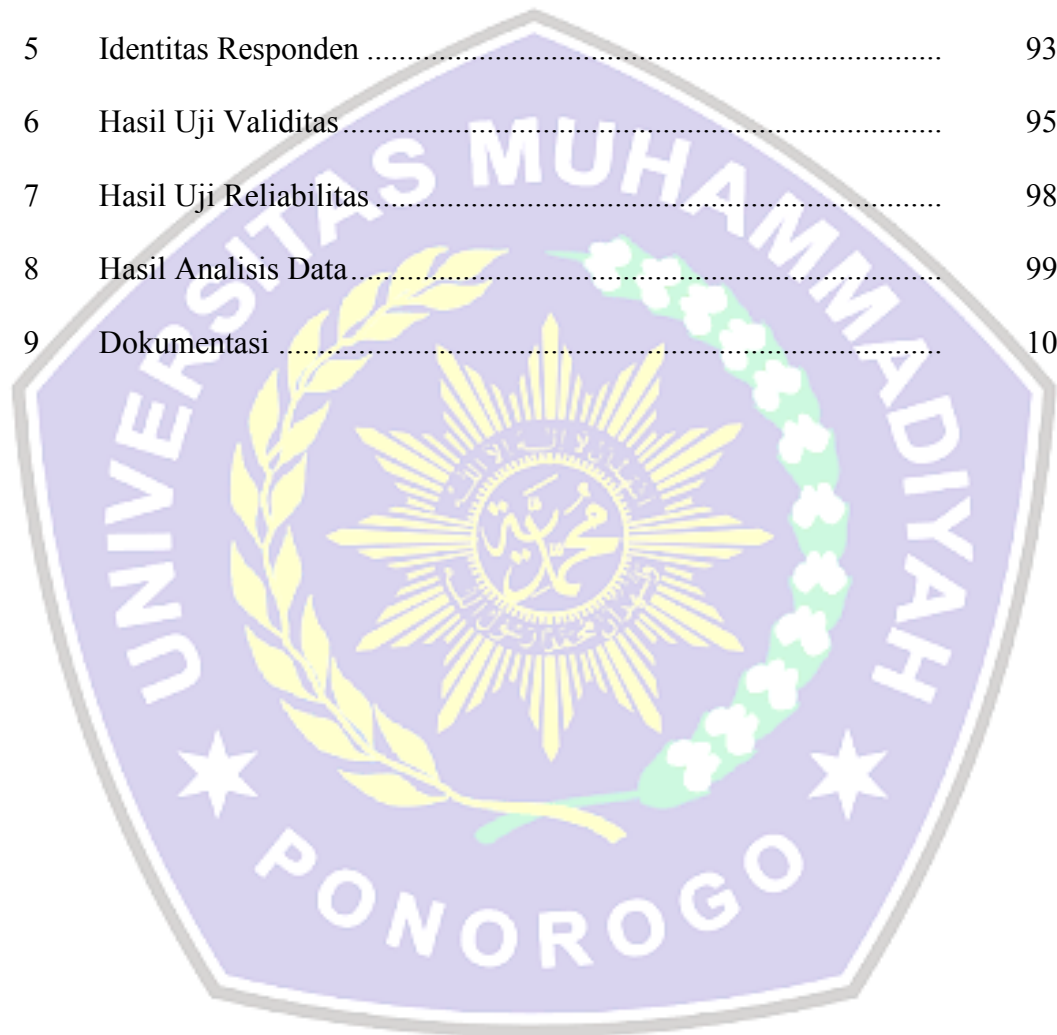 5 Identitas Responden ........................................................................ 93
6 Hasil Uji Validitas ........................................................................ 95
7 Hasil Uji Reliabilitas ........................................................................ 98
8 Hasil Analisis Data ........................................................................ 99
9 Dokumentasi ........................................................................ 10
UNIVERSITAS MUHAMMADIYAH
محمدية
PONOROGO